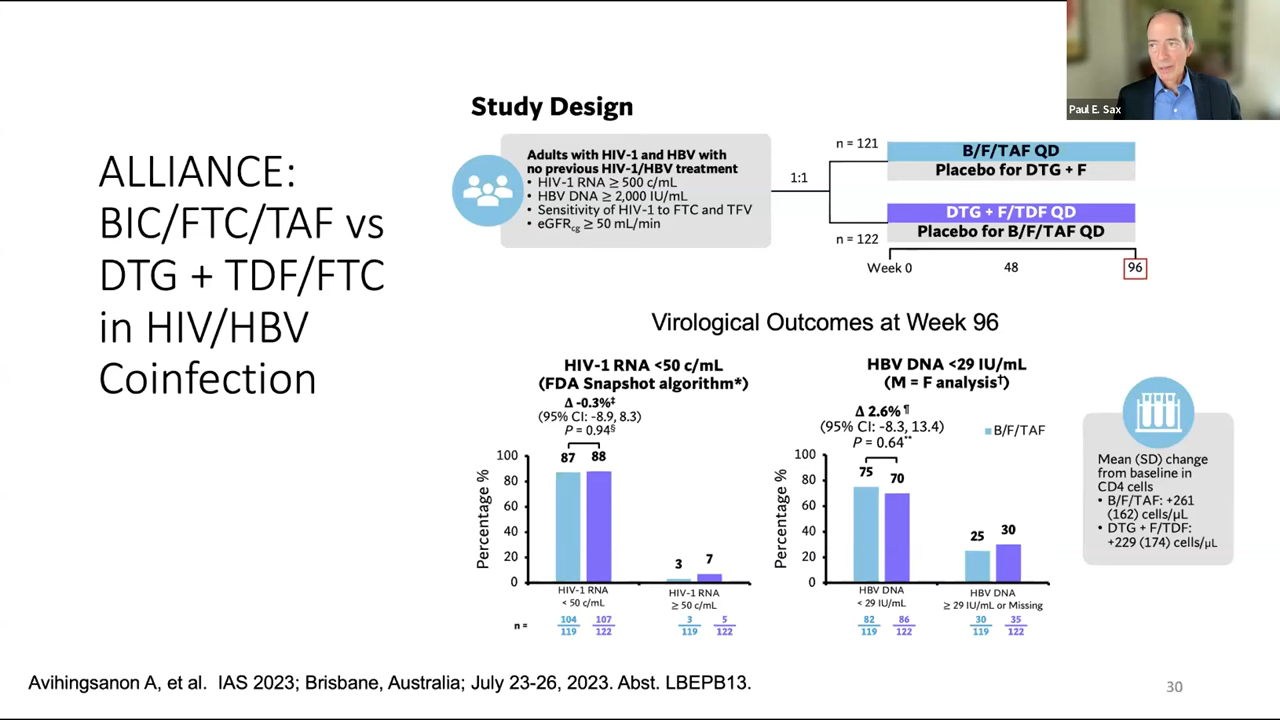 Paul E. Sax
ALLIANCE:
BIC/FTC/TAF vs
DTG + TDF/FTC
in HIV/HBV
Coinfection
Study Design
Adults with HIV-1 and HBV with
no previous HIV-1/HBV treatment
• HIV-1 RNA ≥ 500 c/mL
• HBV DNA ≥ 2,000 IU/mL
• Sensitivity of HIV-1 to FTC and TFV
• eGFRcg ≥ 50 mL/min
1:1
n = 121
B/F/TAF QD
Placebo for DTG + F
DTG + F/TDF QD
Placebo for B/F/TAF QD
n = 122
Week 0 48 96
Virological Outcomes at Week 96
HIV-1 RNA <50 c/mL
(FDA Snapshot algorithm*)
Δ -0.3%‡
(95% CI: -8.9, 8.3)
P = 0.94§
Percentage %
100
80
60
40
20
0
87 88
3 7
HIV-1 RNA
< 50 c/mL
HIV-1 RNA
≥ 50 c/mL
n =
104 107 3 5
119 122 119 122
HBV DNA <29 IU/mL
(M = F analysis†)
Δ 2.6% ¶
(95% CI: -8.3, 13.4)
P = 0.64**
B/F/TAF
Percentage %
100
80
60
40
20
0
75 70
25 30
HBV DNA
< 29 IU/mL
HBV DNA
≥ 29 IU/mL or Missing
82 86 30 35
119 122 119 122
Mean (SD) change
from baseline in
CD4 cells
• B/F/TAF: +261
(162) cells/μL
• DTG + F/TDF:
+229 (174) cells/μL
Avihingsanon A, et al. IAS 2023; Brisbane, Australia; July 23-26, 2023. Abst. LBEPB13.
30